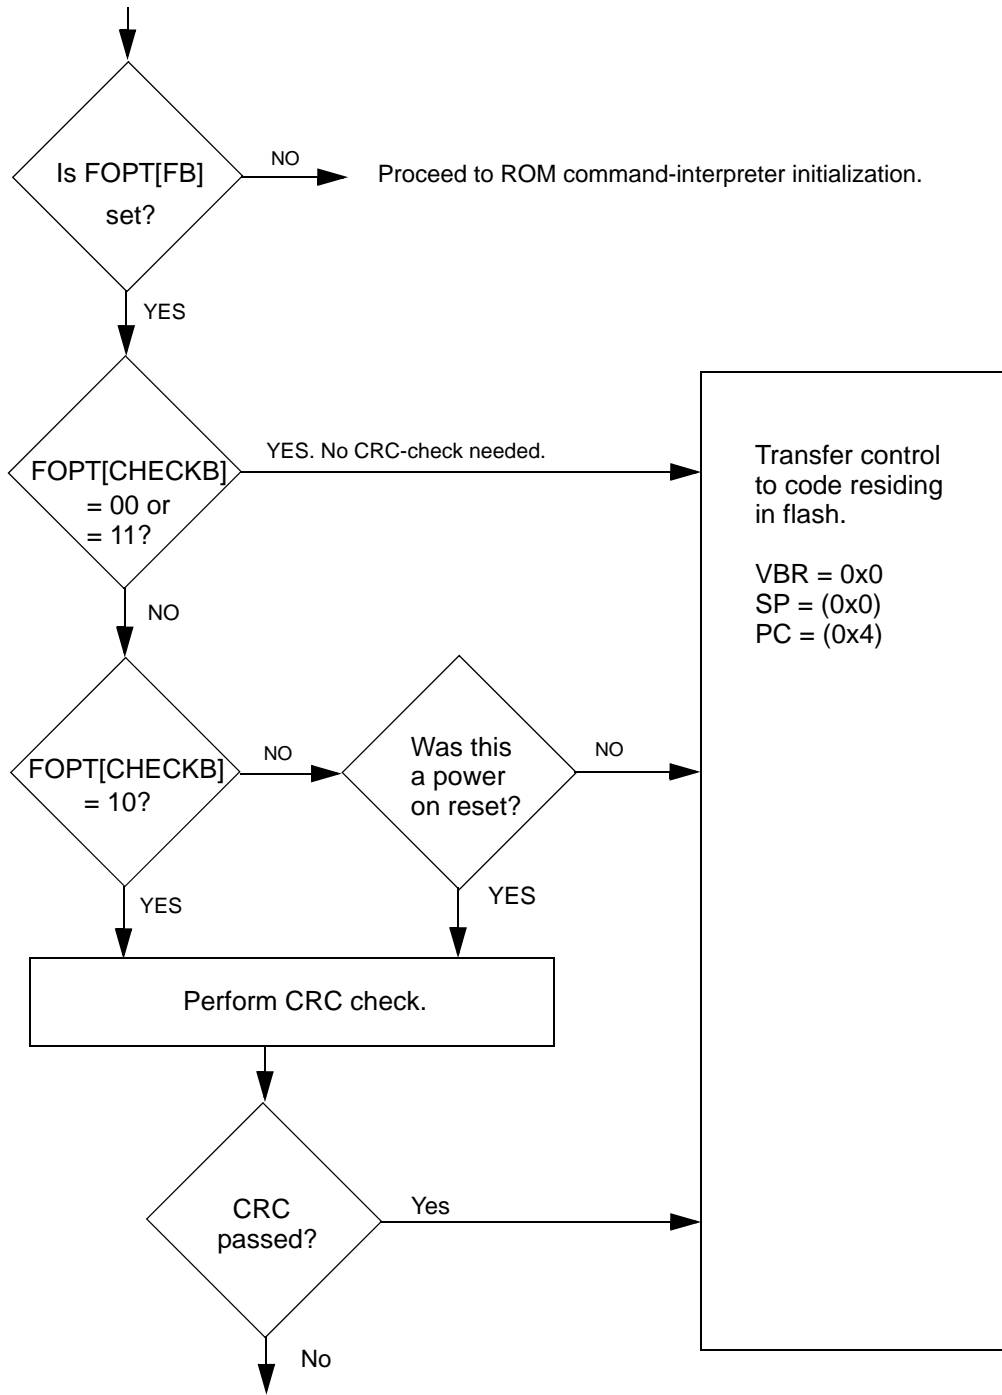 Is FOPT[FB]
set?
NO
Proceed to ROM command-interpreter initialization.
YES
FOPT[CHECKB]
= 00 or
= 11?
YES. No CRC-check needed.
Transfer control
to code residing
in flash.
VBR = 0x0
SP = (0x0)
PC = (0x4)
NO
FOPT[CHECKB]
= 10?
NO
Was this
a power
on reset?
NO
YES
YES
Perform CRC check.
CRC
passed?
Yes
No